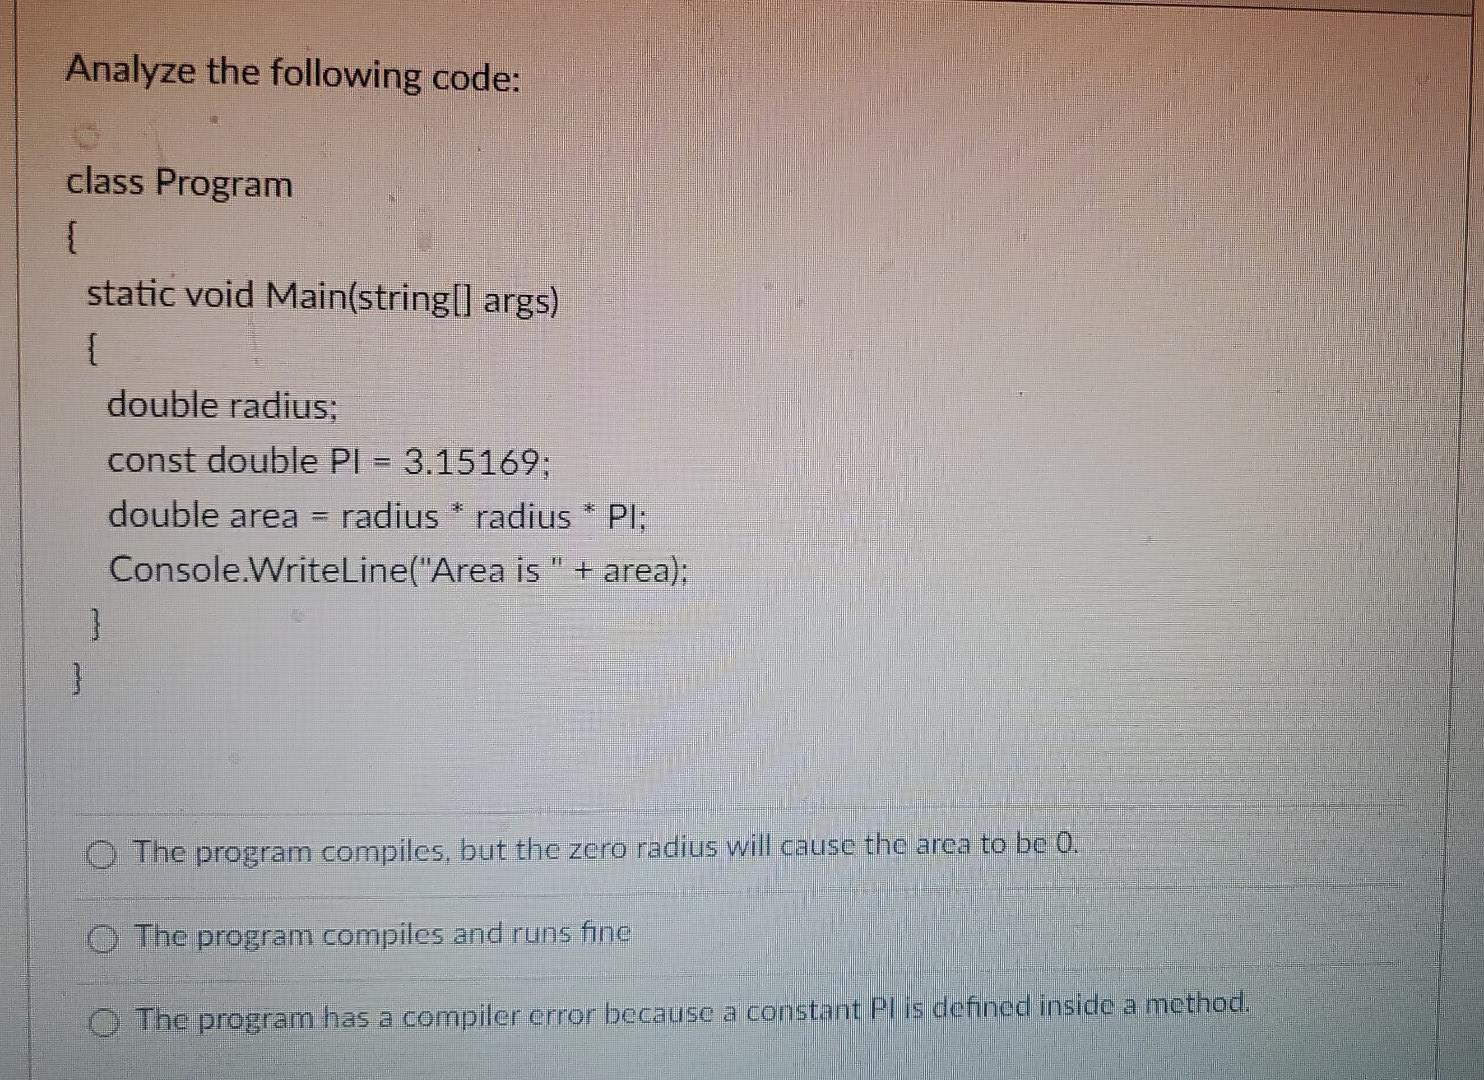 Analyze the following code:
class Program
{
static void Main(string[] args)
{
double radius;
const double PI = 3.15169;
double area = radius * radius * PI;
Console.WriteLine("Area is " + area);
}
}
The program compiles, but the zero radius will cause the area to be 0.
The program compiles and runs fine
The program has a compiler error because a constant PI is defined inside a method.